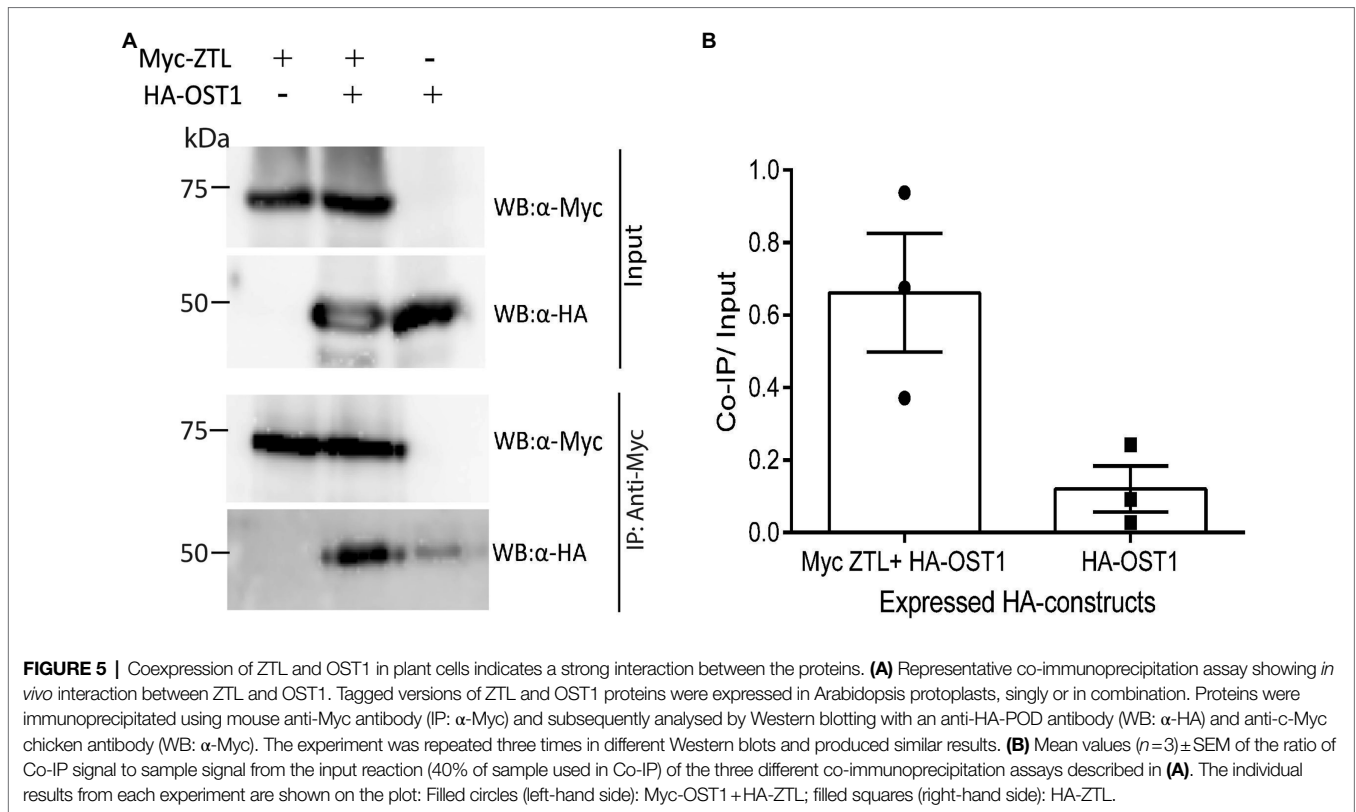 A
Myc-ZTL + + -
HA-OST1 - + +
kDa
75
WB:α-Myc
50
WB:α-HA
Input
75
WB:α-Myc
50
WB:α-HA
IP: Anti-Myc
B
1.0
0.8
0.6
0.4
0.2
0.0
Co-IP/ Input
Myc ZTL+ HA-OST1 HA-OST1
Expressed HA-constructs
FIGURE 5 | Coexpression of ZTL and OST1 in plant cells indicates a strong interaction between the proteins. (A) Representative co-immunoprecipitation assay showing in
vivo interaction between ZTL and OST1. Tagged versions of ZTL and OST1 proteins were expressed in Arabidopsis protoplasts, singly or in combination. Proteins were
immunoprecipitated using mouse anti-Myc antibody (IP: α-Myc) and subsequently analysed by Western blotting with an anti-HA-POD antibody (WB: α-HA) and anti-c-Myc
chicken antibody (WB: α-Myc). The experiment was repeated three times in different Western blots and produced similar results. (B) Mean values (n=3)±SEM of the ratio of
Co-IP signal to sample signal from the input reaction (40% of sample used in Co-IP) of the three different co-immunoprecipitation assays described in (A). The individual
results from each experiment are shown on the plot: Filled circles (left-hand side): Myc-OST1+HA-ZTL; filled squares (right-hand side): HA-ZTL.